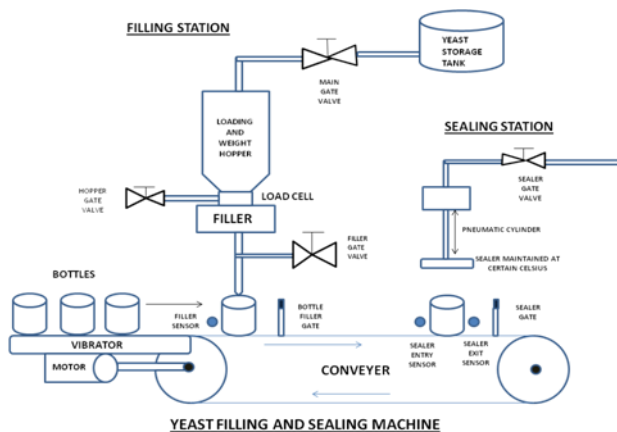 FILLING STATION
YEAST
STORAGE
TANK
MAIN
GATE
VALVE
LOADING
AND
WEIGHT
HOPPER
SEALING STATION
SEALER
GATE
VALVE
HOPPER
GATE
VALVE
LOAD CELL
FILLER
PNEUMATIC CYLINDER
FILLER
GATE
VALVE
SEALER MAINTAINED AT
CERTAIN CELSIUS
BOTTLES
FILLER
SENSOR
BOTTLE
FILLER
GATE
SEALER
GATE
VIBRATOR
MOTOR
CONVEYER
SEALER
ENTRY
SENSOR
SEALER
EXIT
SENSOR
YEAST FILLING AND SEALING MACHINE